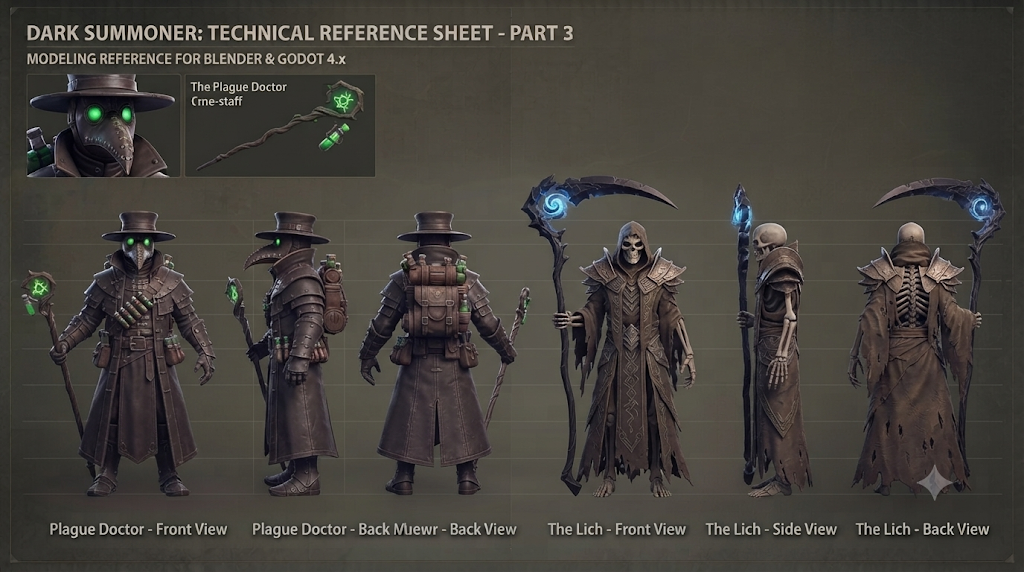 DARK SUMMONER: TECHNICAL REFERENCE SHEET - PART 3
MODELING REFERENCE FOR BLENDER & GODOT 4.x
The Plague Doctor
Crne-staff
Plague Doctor - Front View
Plague Doctor - Back Muewr - Back View
The Lich - Front View
The Lich - Side View
The Lich - Back View